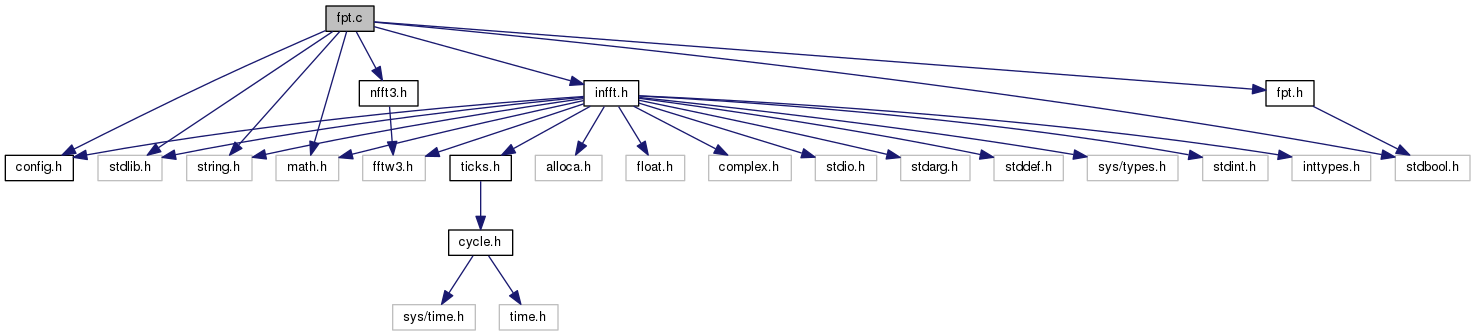 fpt.c
nfft3.h
infft.h
fpt.h
config.h
stdlib.h
string.h
math.h
fftw3.h
ticks.h
alloca.h
float.h
complex.h
stdio.h
stdarg.h
stddef.h
sys/types.h
stdint.h
inttypes.h
stdbool.h
cycle.h
sys/time.h
time.h